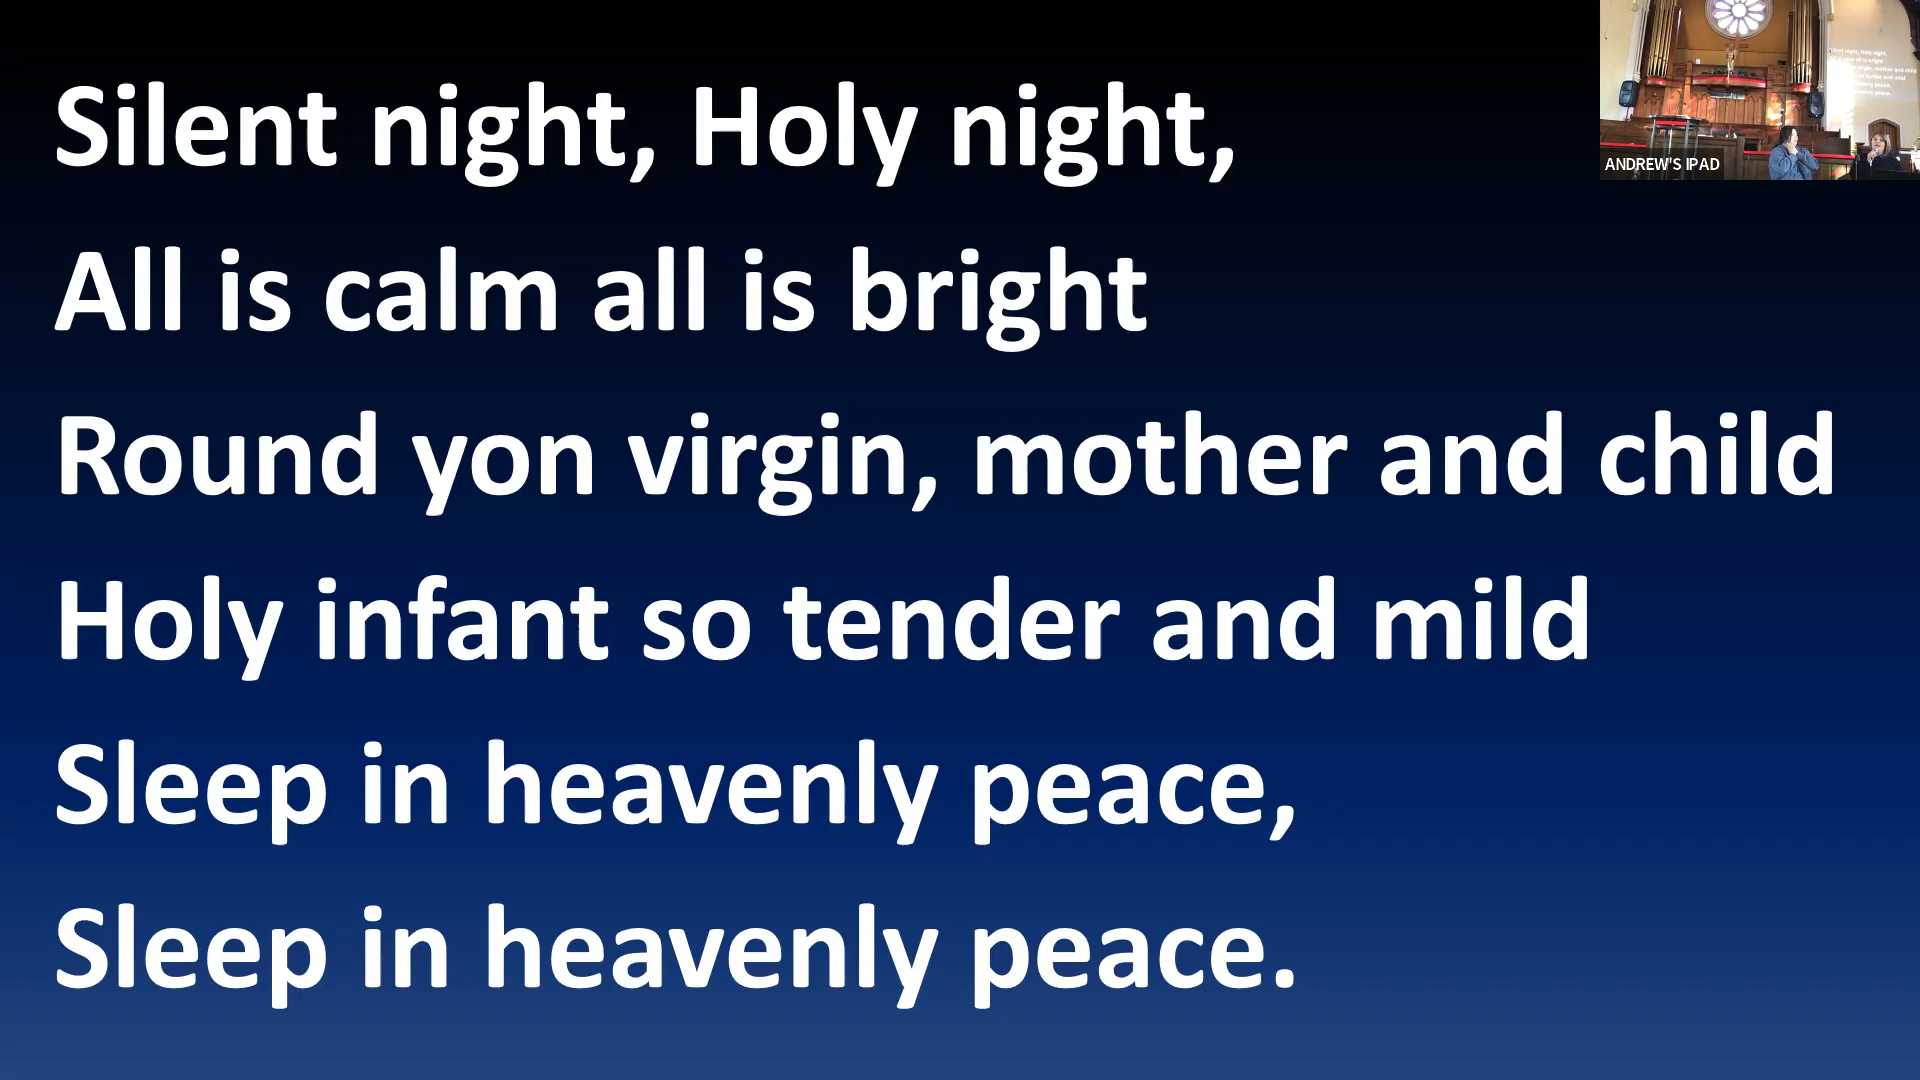 Silent night, Holy night,
All is calm all is bright
Round yon virgin, mother and child
Holy infant so tender and mild
Sleep in heavenly peace,
Sleep in heavenly peace.
ANDREW'S IPAD